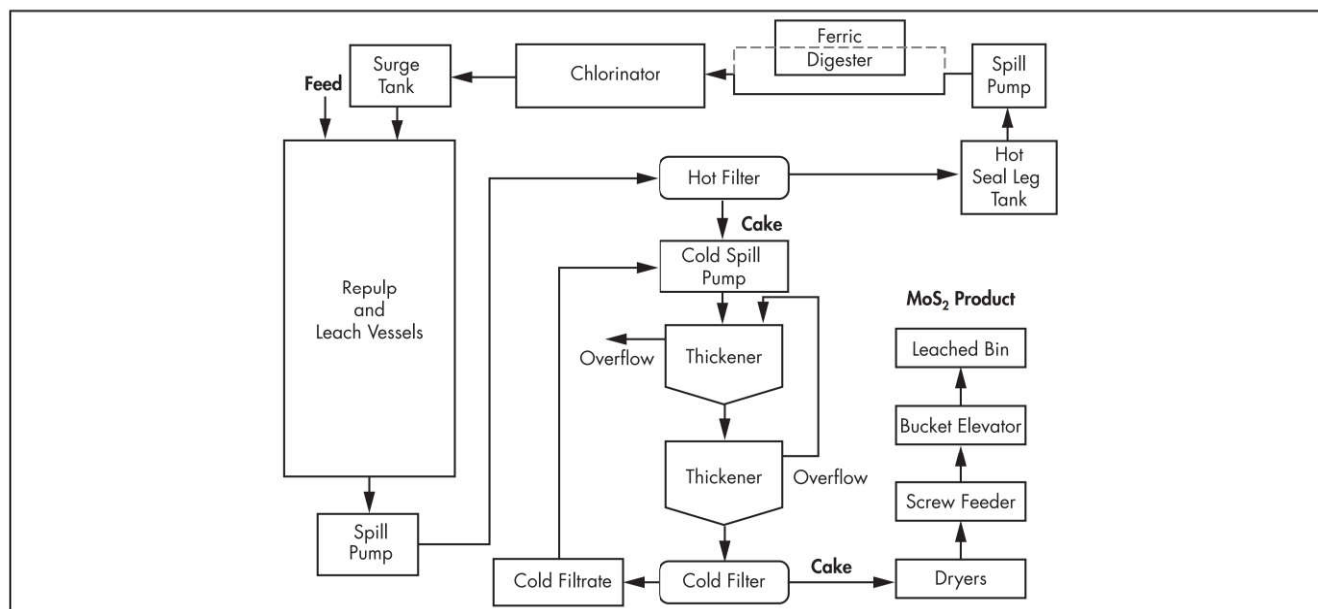 Ferric
Digester
Surge
Tank
Chlorinator
Spill
Pump
Feed
Hot Filter
Hot
Seal Leg
Tank
Cake
Cold Spill
Pump
Repulp
and
Leach Vessels
MoS₂ Product
Overflow
Thickener
Leached Bin
Bucket Elevator
Thickener
Overflow
Screw Feeder
Spill
Pump
Cold Filtrate
Cold Filter
Cake
Dryers